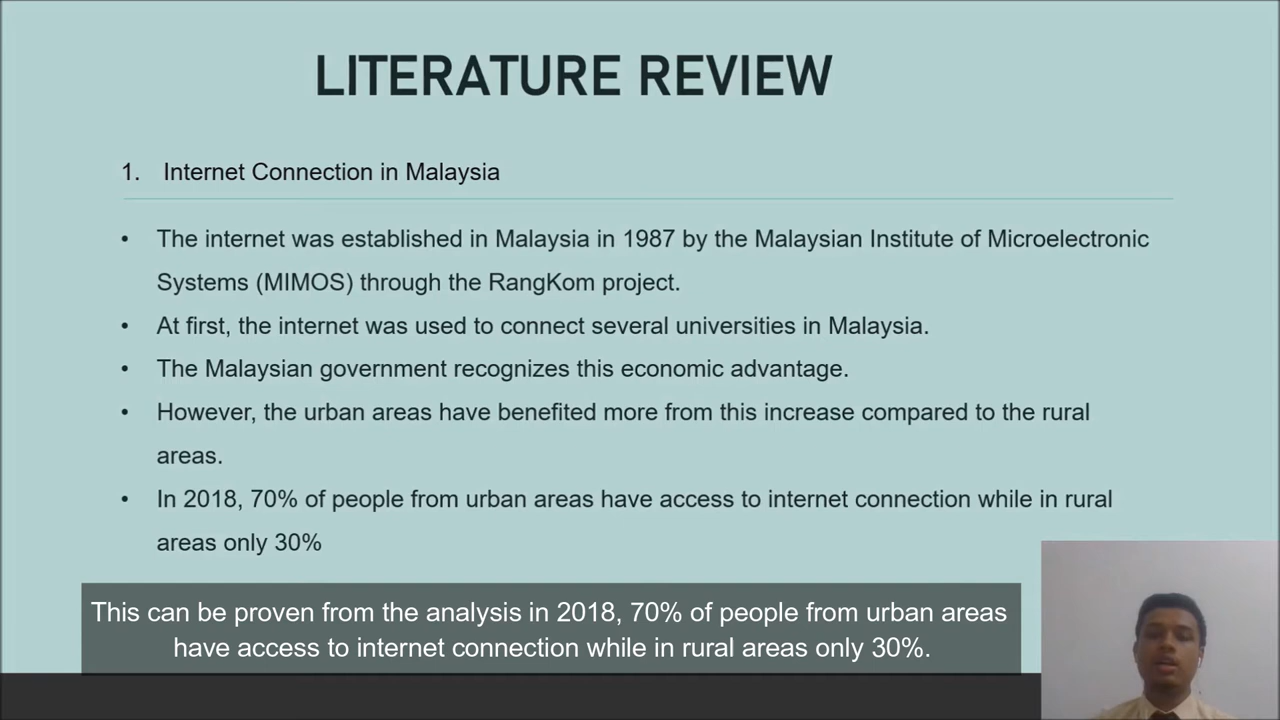 LITERATURE REVIEW
1. Internet Connection in Malaysia
• The internet was established in Malaysia in 1987 by the Malaysian Institute of Microelectronic
Systems (MIMOS) through the RangKom project.
• At first, the internet was used to connect several universities in Malaysia.
• The Malaysian government recognizes this economic advantage.
• However, the urban areas have benefited more from this increase compared to the rural
areas.
• In 2018, 70% of people from urban areas have access to internet connection while in rural
areas only 30%
This can be proven from the analysis in 2018, 70% of people from urban areas
have access to internet connection while in rural areas only 30%.